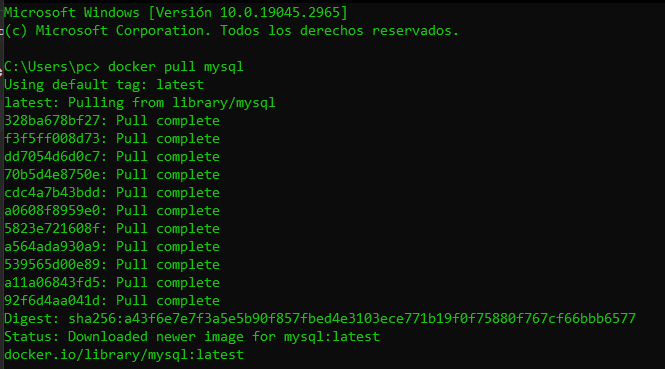 Microsoft Windows [Versión 10.0.19045.2965]
(c) Microsoft Corporation. Todos los derechos reservados.
C:\Users\pc> docker pull mysql
Using default tag: latest
latest: Pulling from library/mysql
328ba678bf27: Pull complete
f3f5ff008d73: Pull complete
dd7054d6d0c7: Pull complete
70b5d4e8750e: Pull complete
cdc4a7b43bdd: Pull complete
a0608f8959e0: Pull complete
5823e721608f: Pull complete
a564ada930a9: Pull complete
539565d00e89: Pull complete
a11a06843fd5: Pull complete
92f6d4aa041d: Pull complete
Digest: sha256:a43f6e7e7f3a5e5b90f857fbed4e3103ece771b19f0f75880f767cf66bbb6577
Status: Downloaded newer image for mysql:latest
docker.io/library/mysql:latest